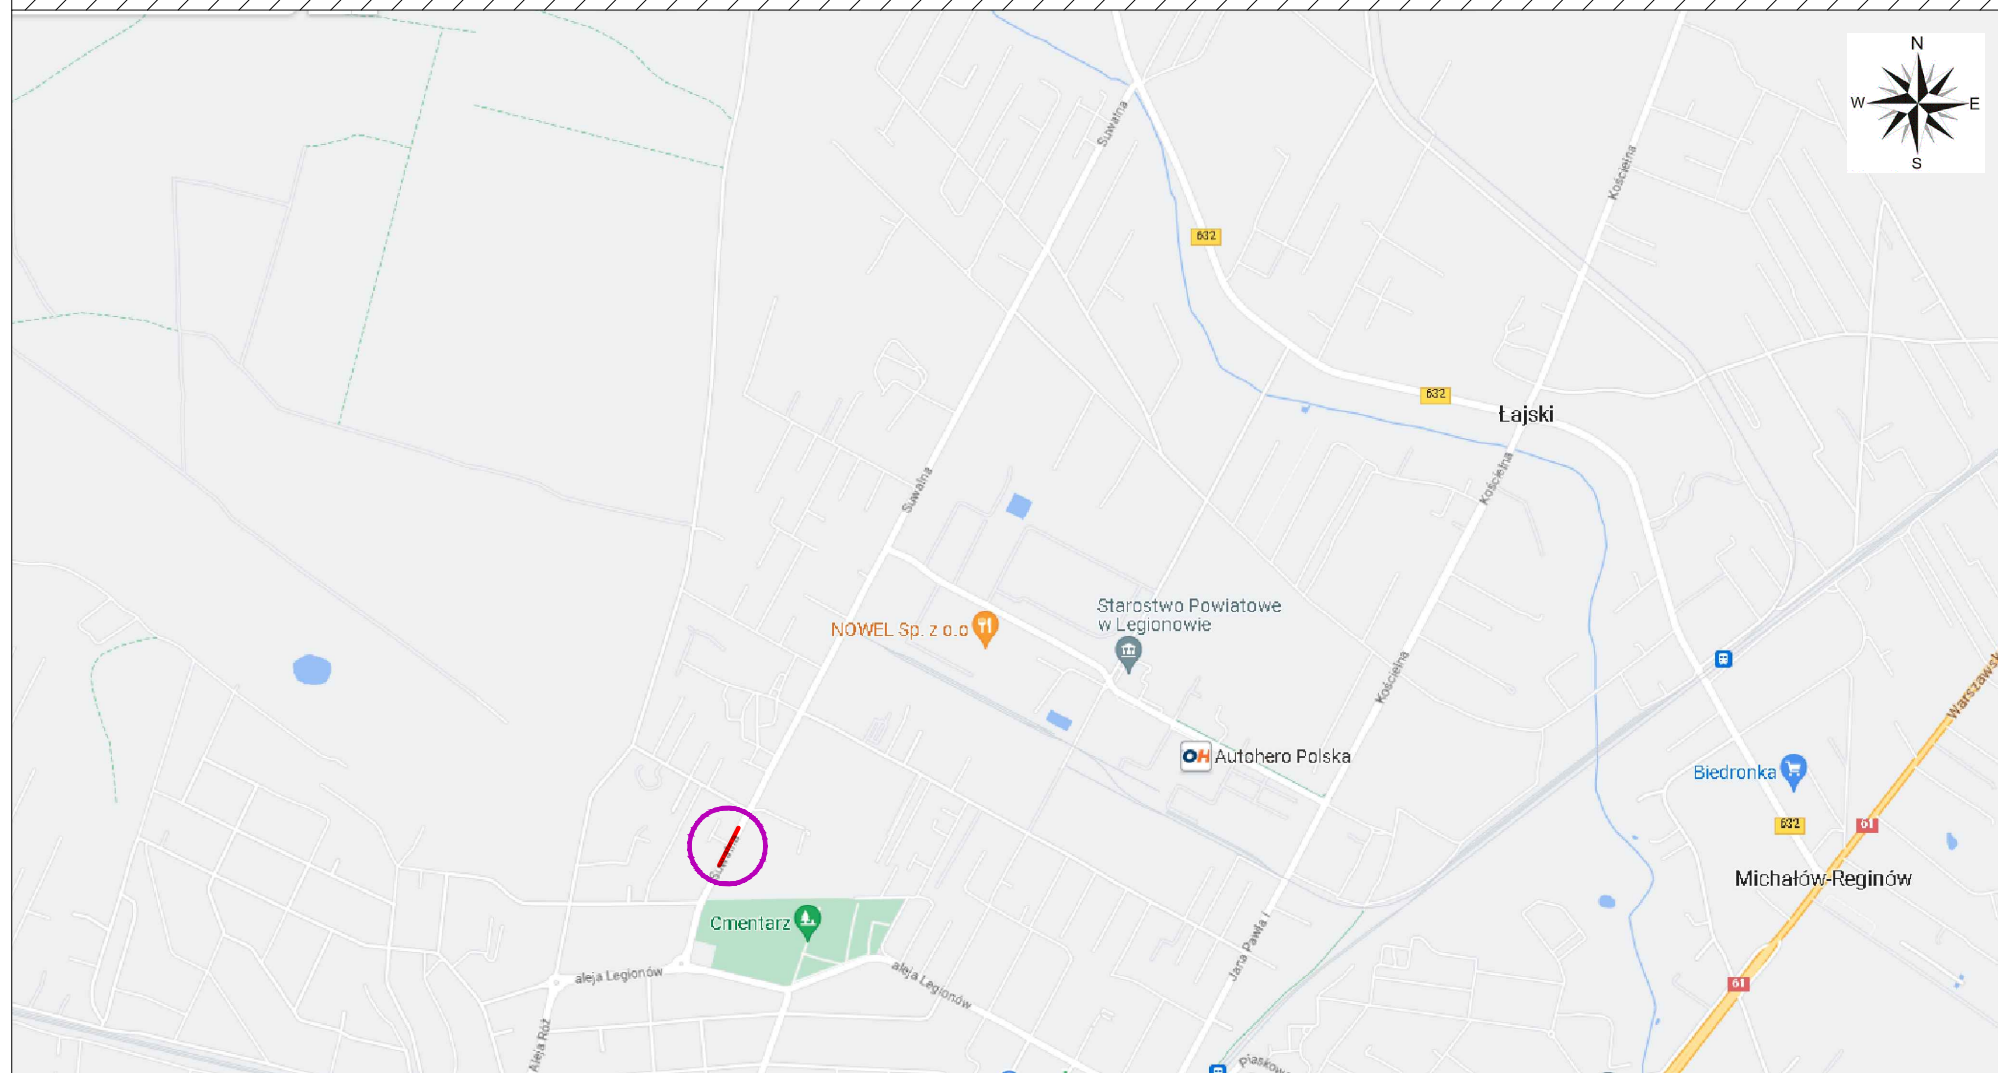 N
W
E
S
Suwalna
Kościelna
632
632
Łajski
Suwalna
Kościelna
Starostwo Powiatowe
w Legionowie
NOWEL Sp. z o.o
Kościelna
Autohero Polska
Biedronka
632
61
Michałów-Reginów
Cmentarz
aleja Legionów
aleja Legionów
Jana Pawła I
61
Aleja Róż